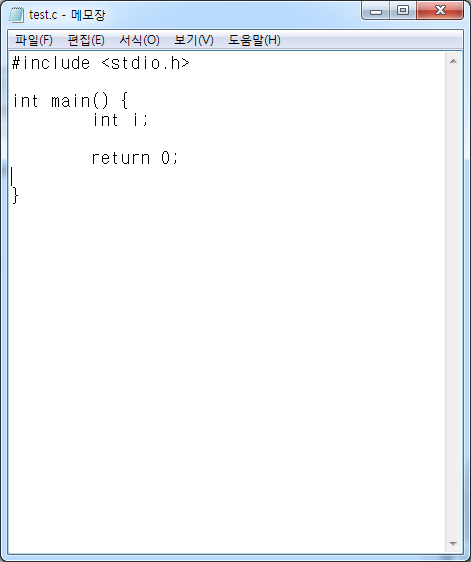 test.c - 메모장
파일(F) 편집(E) 서식(O) 보기(V) 도움말(H)
#include <stdio.h>
int main() {
int i;
return 0;
}